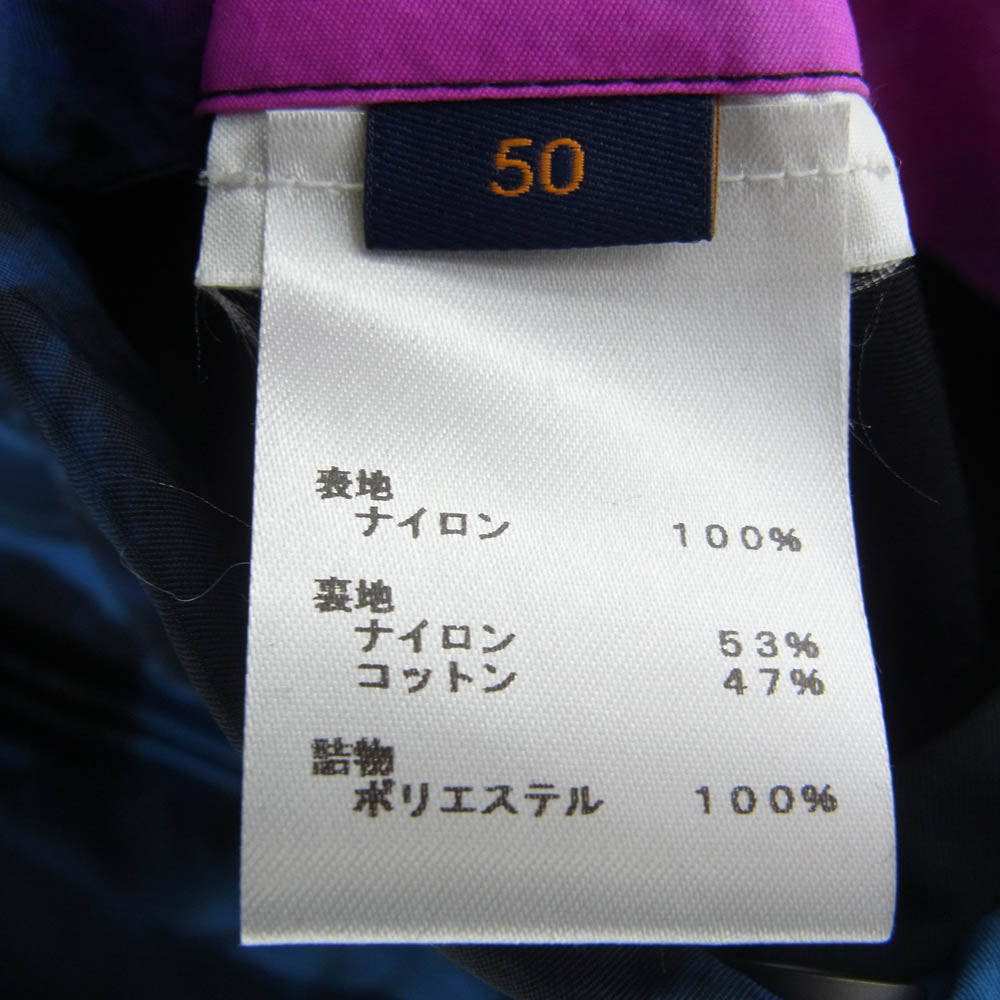 50
表地
ナイロン 100%
裏地
ナイロン 53%
コットン 47%
詰物
ポリエステル 100%